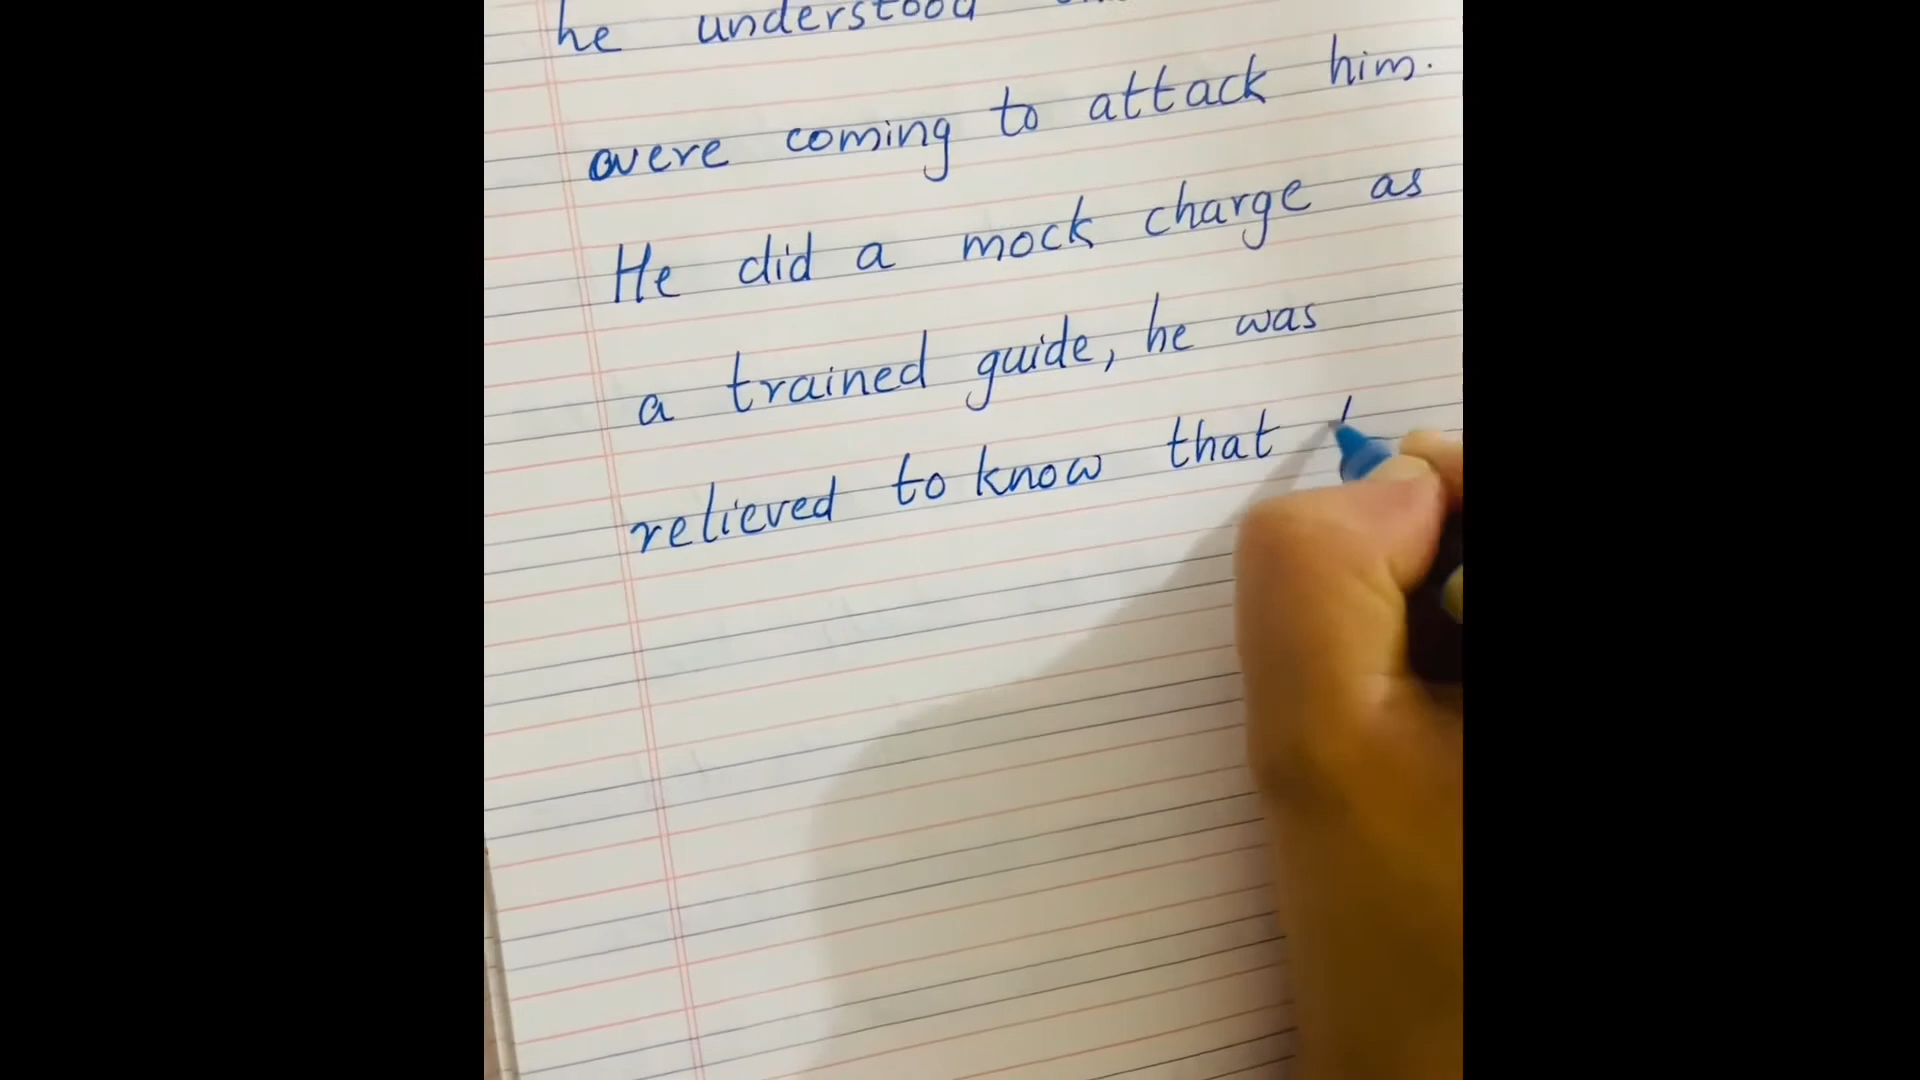 he understood
were coming to attack him.
He did a mock charge as
a trained guide, he was
relieved to know that